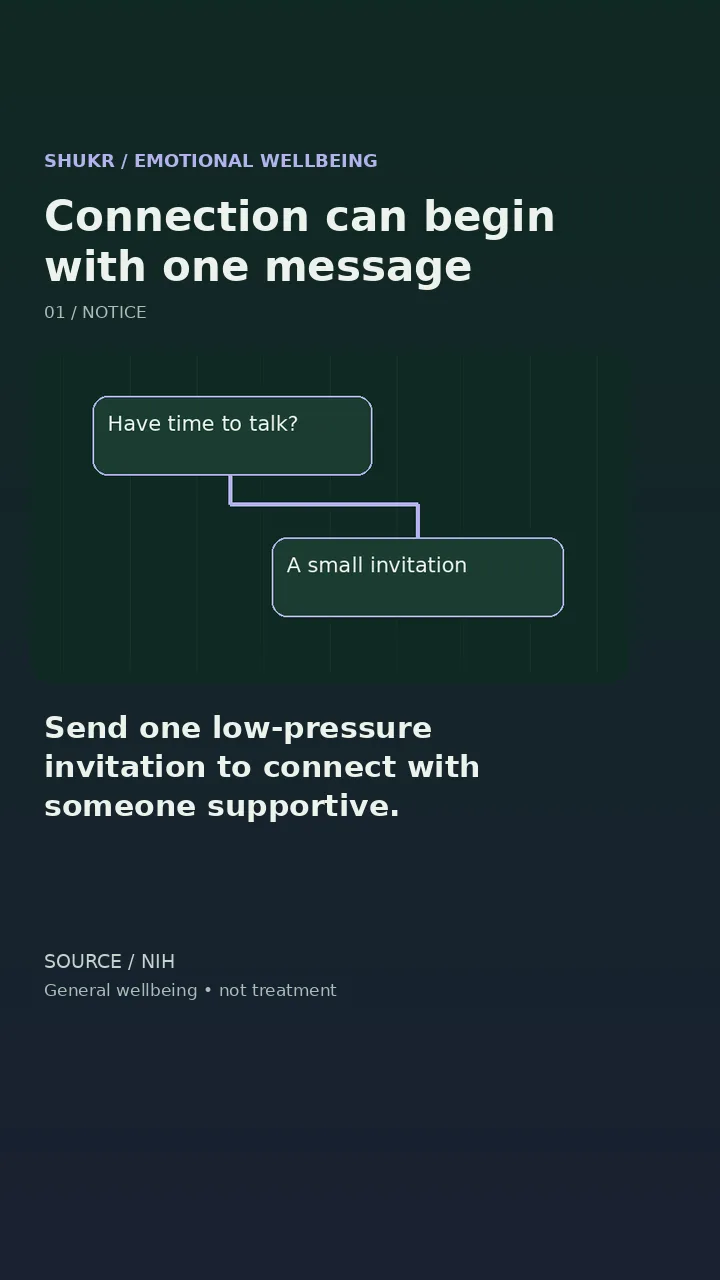 SHUKR / EMOTIONAL WELLBEING
Connection can begin
with one message
01 / NOTICE
Have time to talk?
A small invitation
Send one low-pressure
invitation to connect with
someone supportive.
SOURCE / NIH
General wellbeing • not treatment